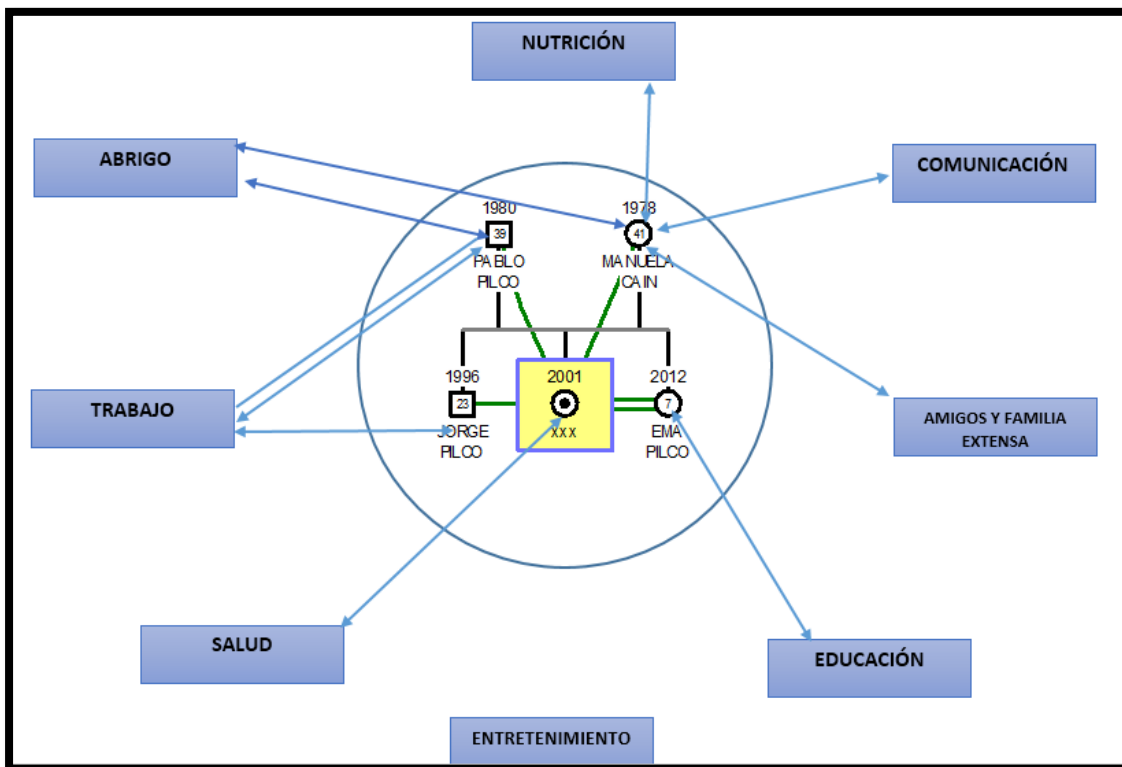 NUTRICIÓN
ABRIGO
COMUNICACIÓN
1980
1978
39
41
PABLO
PILCO
MANUELA
CAIN
1996
2001
2012
TRABAJO
23
7
JORGE
PILCO
XXX
EMA
PILCO
AMIGOS Y FAMILIA
EXTENSA
SALUD
EDUCACIÓN
ENTRETENIMIENTO